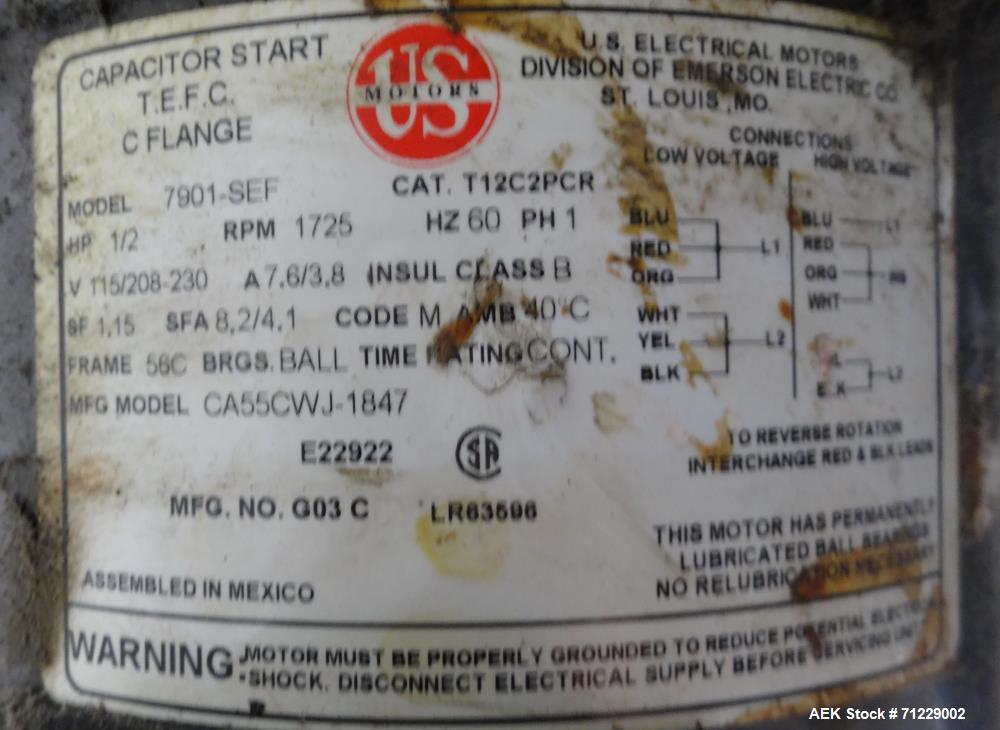 CAPACITOR START
T.E.F.C.
C FLANGE
US
MOTORS
U.S. ELECTRICAL MOTORS
DIVISION OF EMERSON ELECTRIC CO.
ST. LOUIS, MO.
MODEL 7901-SEF CAT. T12C2PCR
HP 1/2 RPM 1725 HZ 60 PH 1
V 115/208-230 A 7.6/3.8 INSUL CLASS B
SF 1.15 SFA 8.2/4.1 CODE M AMB 40°C
FRAME 56C BRGS. BALL TIME RATING CONT.
MFG MODEL CA55CWJ-1847
E22922 SA
MFG. NO. G03 C LR63596
ASSEMBLED IN MEXICO
CONNECTIONS
LOW VOLTAGE HIGH VOLTAGE
BLU
RED L1
ORG
WHT
YEL L2
BLK
BLU L1
RED
ORG
WHT
L2
TO REVERSE ROTATION
INTERCHANGE RED & BLK LEADS
THIS MOTOR HAS PERMANENTLY
LUBRICATED BALL BEARINGS
NO RELUBRICATION NECESSARY
WARNING MOTOR MUST BE PROPERLY GROUNDED TO REDUCE POTENTIAL ELECTRICAL
SHOCK. DISCONNECT ELECTRICAL SUPPLY BEFORE SERVICING UNIT
AEK Stock # 71229002